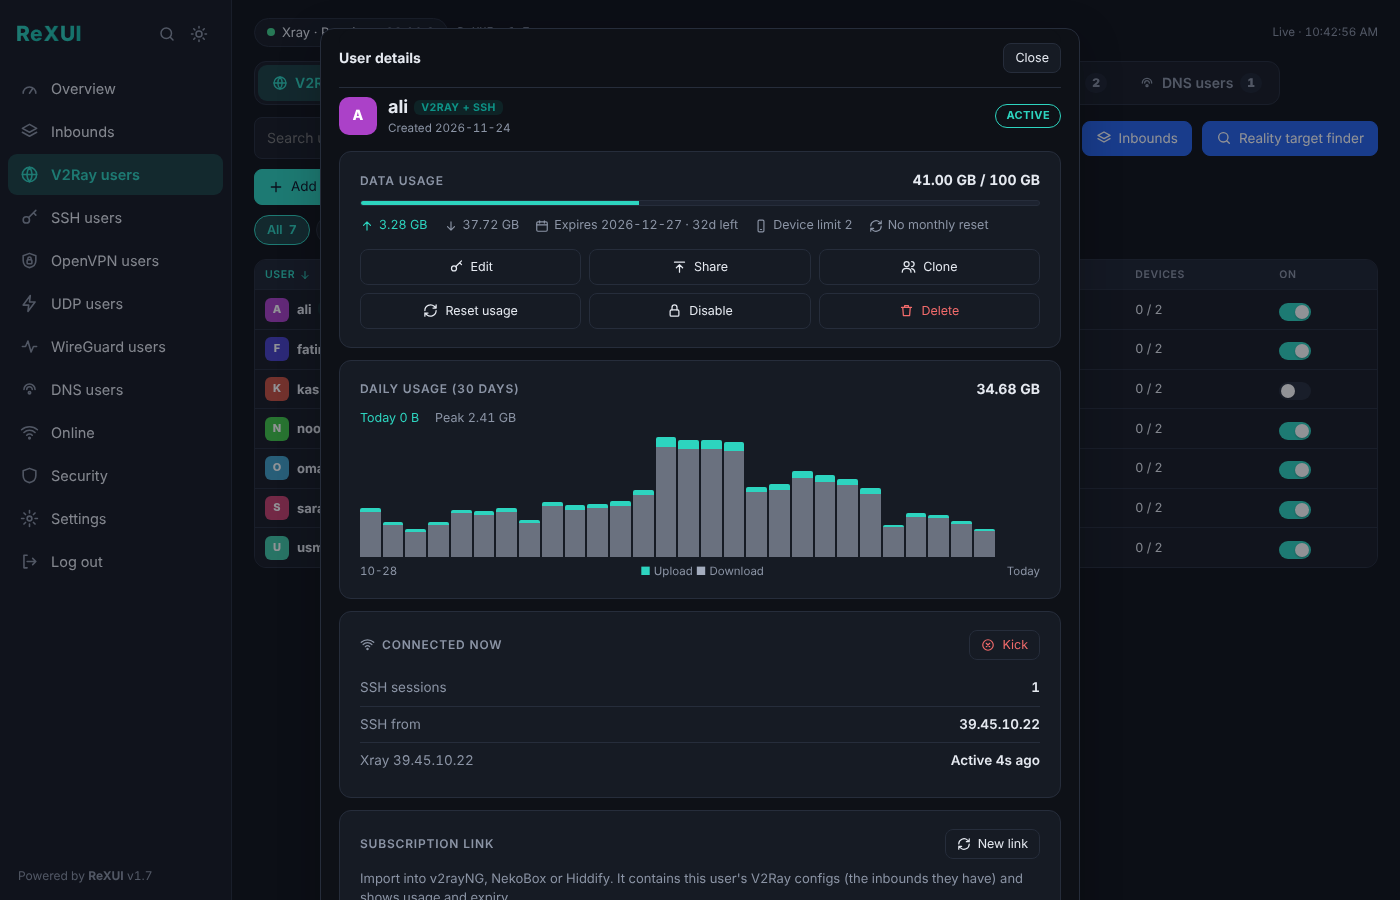 ReXUI
Xray
Live · 10:42:56 AM
Overview
Inbounds
V2Ray users
SSH users
OpenVPN users
UDP users
WireGuard users
DNS users
Online
Security
Settings
Log out
Powered by ReXUI v1.7
2
DNS users 1
Inbounds
Reality target finder
Search
Add
All 7
USER ↓
DEVICES
ON
A ali
0 / 2
F
0 / 2
K
0 / 2
N
0 / 2
O
0 / 2
S
0 / 2
U
0 / 2
User details
Close
A
ali V2RAY + SSH
Created 2026-11-24
ACTIVE
DATA USAGE
41.00 GB / 100 GB
↑ 3.28 GB ↓ 37.72 GB Expires 2026-12-27 · 32d left Device limit 2 No monthly reset
Edit
Share
Clone
Reset usage
Disable
Delete
DAILY USAGE (30 DAYS)
34.68 GB
Today 0 B Peak 2.41 GB
10-28
Upload Download
Today
CONNECTED NOW
Kick
SSH sessions
1
SSH from
39.45.10.22
Xray 39.45.10.22
Active 4s ago
SUBSCRIPTION LINK
New link
Import into v2rayNG, NekoBox or Hiddify. It contains this user's V2Ray configs (the inbounds they have) and
shows usage and expiry.